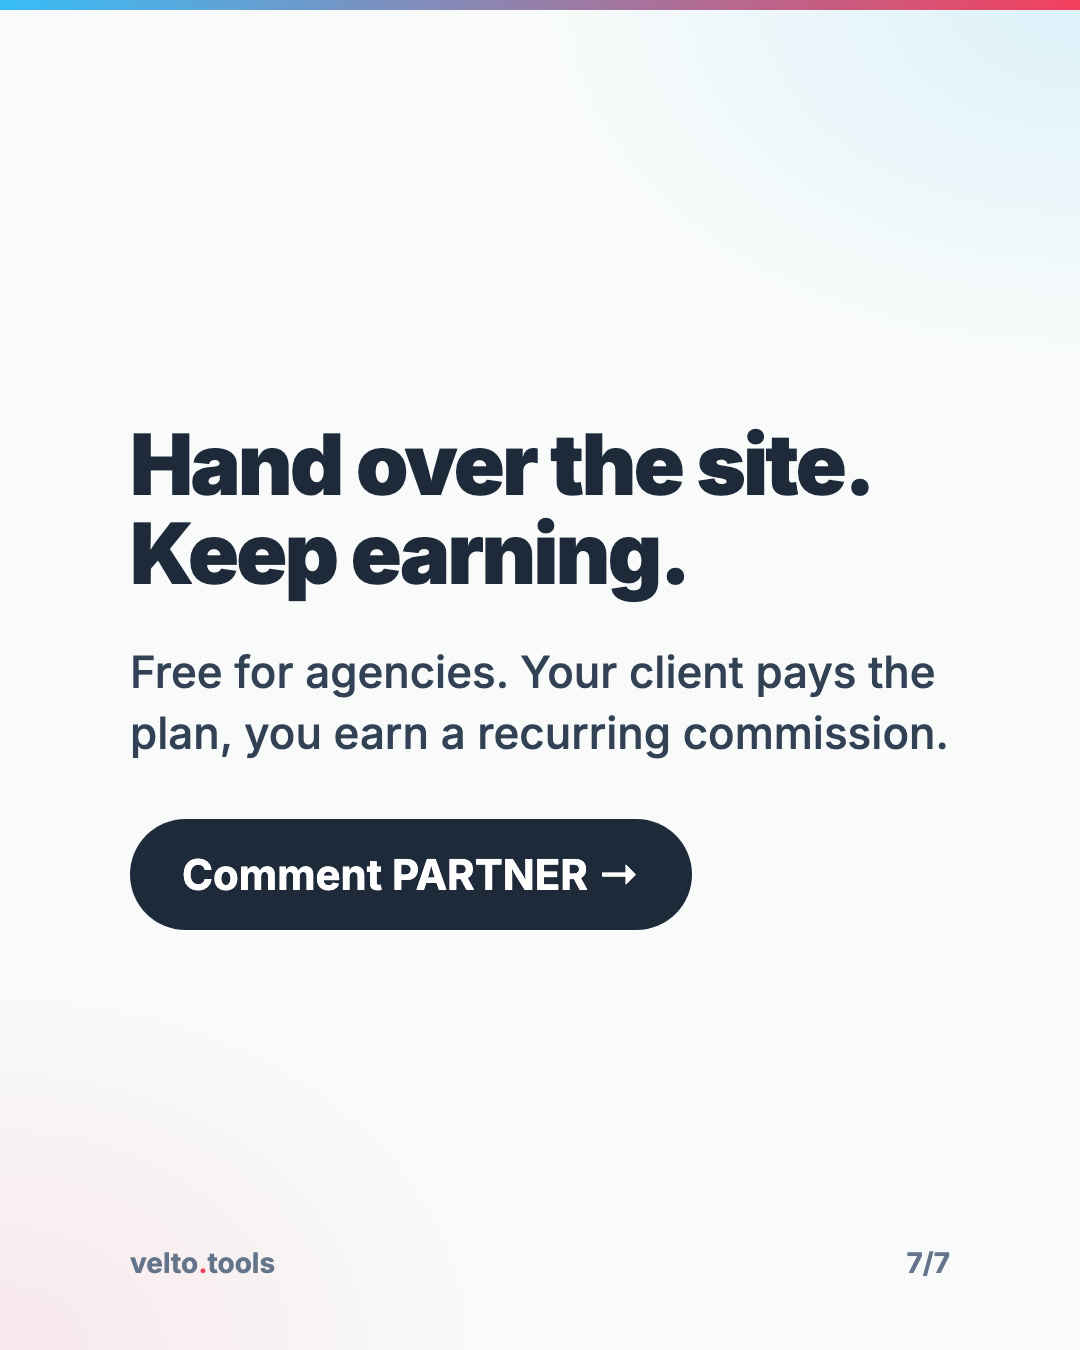 Hand over the site.
Keep earning.
Free for agencies. Your client pays the
plan, you earn a recurring commission.
Comment PARTNER →
velto.tools
7/7